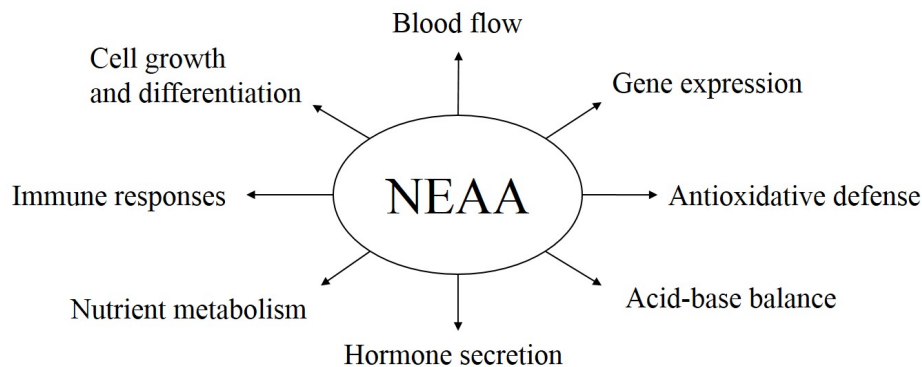 Blood flow
Cell growth
and differentiation
Gene expression
Immune responses
NEAA
Antioxidative defense
Nutrient metabolism
Acid-base balance
Hormone secretion